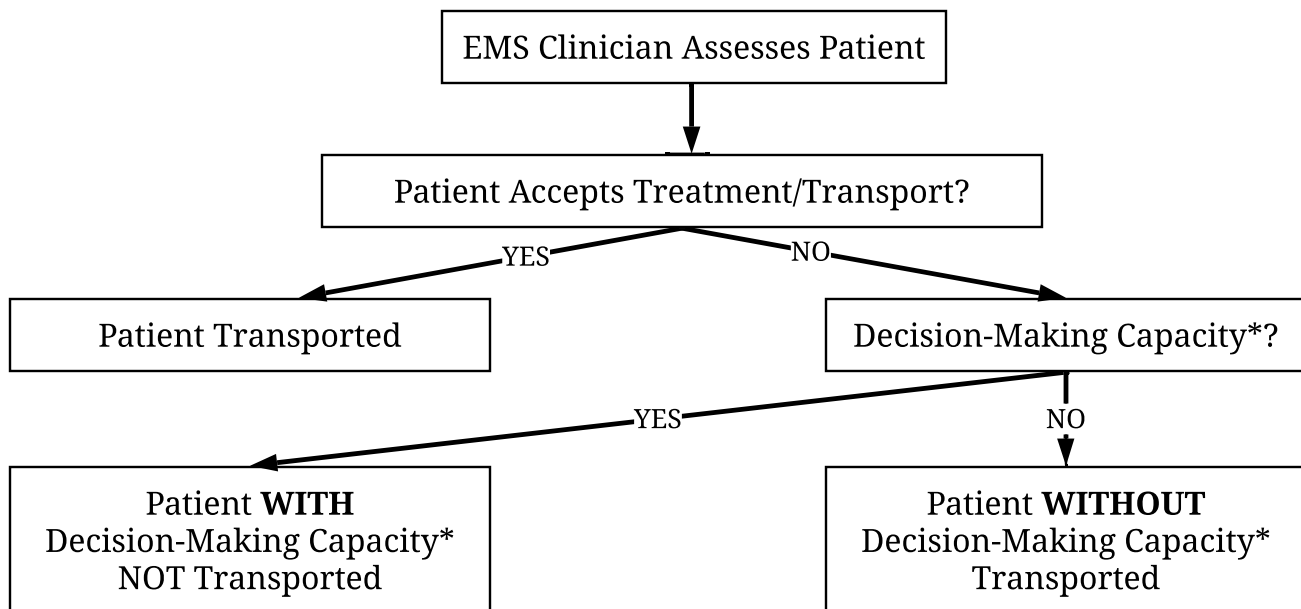 EMS Clinician Assesses Patient
Patient Accepts Treatment/Transport?
YES
NO
Patient Transported
Decision-Making Capacity*?
YES
NO
Patient WITH
Decision-Making Capacity*
NOT Transported
Patient WITHOUT
Decision-Making Capacity*
Transported